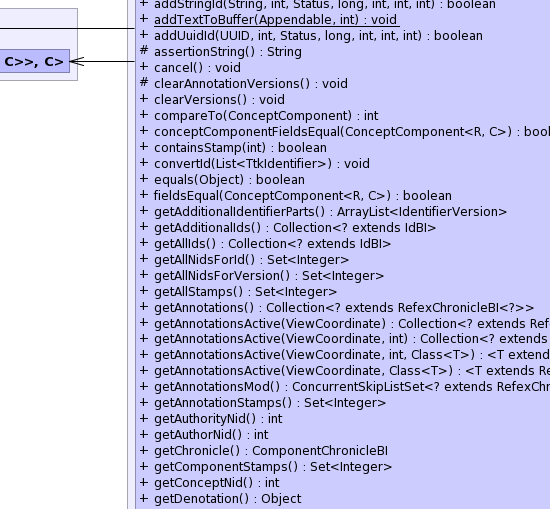 + addStringId(String, int, Status, long, int, int, int) : boolean
+ addTextToBuffer(Appendable, int) : void
+ addUuidId(UUID, int, Status, long, int, int, int) : boolean
# assertionString() : String
C>>, C>
+ cancel() : void
# clearAnnotationVersions() : void
+ clearVersions() : void
+ compareTo(ConceptComponent) : int
+ conceptComponentFieldsEqual(ConceptComponent<R, C>) : bool
+ containsStamp(int) : boolean
+ convertId(List<TtkIdentifier>) : void
+ equals(Object) : boolean
+ fieldsEqual(ConceptComponent<R, C>) : boolean
+ getAdditionalIdentifierParts() : ArrayList<IdentifierVersion>
+ getAdditionalIds() : Collection<? extends IdBI>
+ getAllIds() : Collection<? extends IdBI>
+ getAllNidsForId() : Set<Integer>
+ getAllNidsForVersion() : Set<Integer>
+ getAllStamps() : Set<Integer>
+ getAnnotations() : Collection<? extends RefexChronicleBI<?>>
+ getAnnotationsActive(ViewCoordinate) : Collection<? extends Ref
+ getAnnotationsActive(ViewCoordinate, int) : Collection<? extends
+ getAnnotationsActive(ViewCoordinate, int, Class<T>) : <T extend
+ getAnnotationsActive(ViewCoordinate, Class<T>) : <T extends Re
+ getAnnotationsMod() : ConcurrentSkipListSet<? extends RefexChr
+ getAnnotationStamps() : Set<Integer>
+ getAuthorityNid() : int
+ getAuthorNid() : int
+ getChronicle() : ComponentChronicleBI
+ getComponentStamps() : Set<Integer>
+ getConceptNid() : int
+ getDenotation() : Object